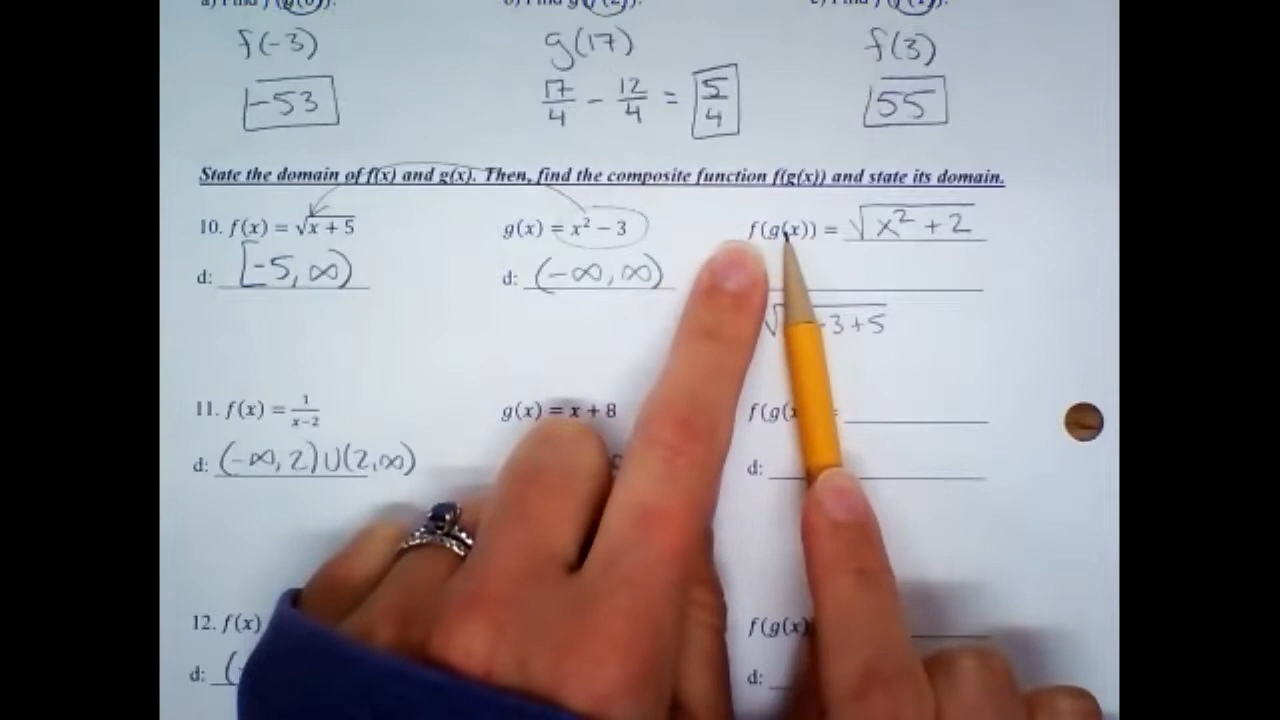 f(-3) g(17) f(3)
-53 17/4 - 12/4 = 5/4 55
State the domain of f(x) and g(x). Then, find the composite function f(g(x)) and state its domain.
10. f(x) = √x + 5 g(x) = x² − 3 f(g(x)) = √x² + 2
d: [-5, ∞) d: (-∞, ∞)
√ -3+5
11. f(x) = 1/x−2 g(x) = x + 8 f(g(
d: (-∞, 2)U(2,∞) d:
12. f(x) f(g(x)
d: ( d: